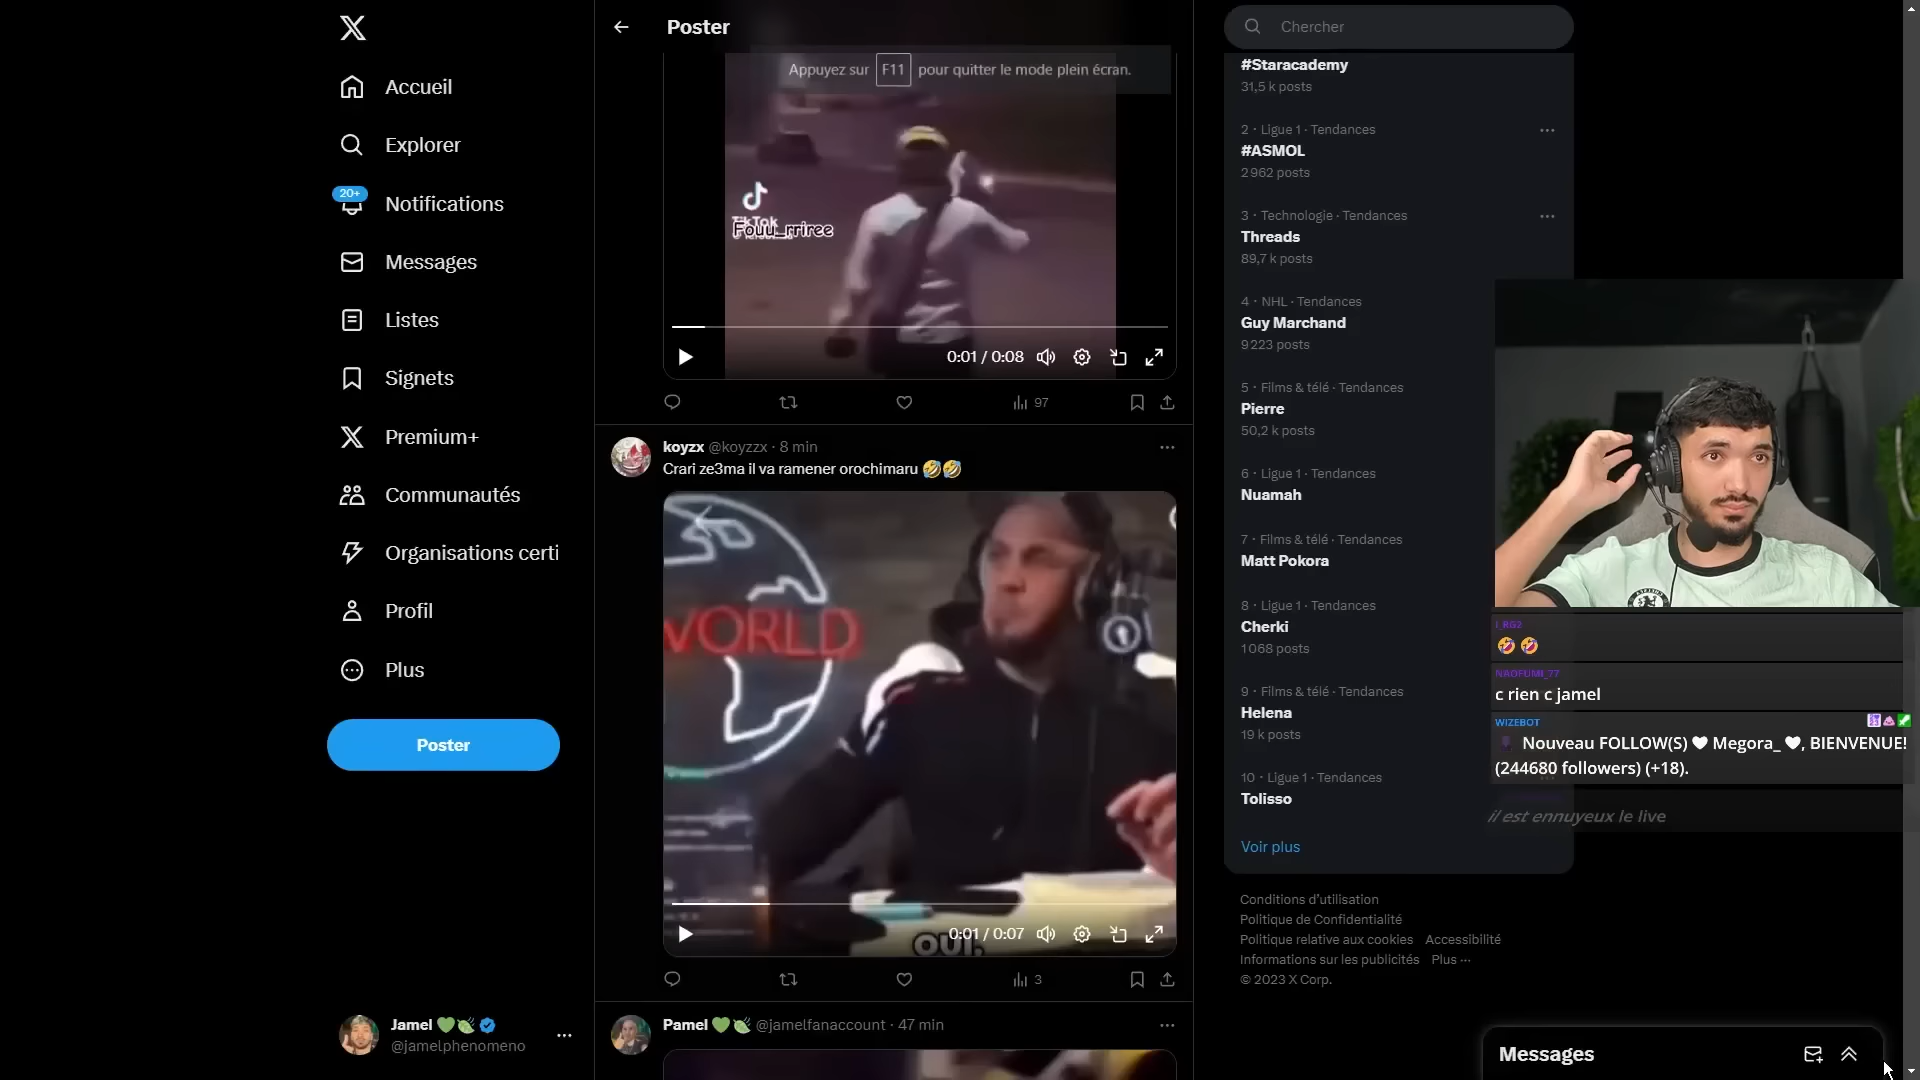 Accueil
Explorer
20+
Notifications
Messages
Listes
Signets
Premium+
Communautés
Organisations certi
Profil
Plus
Poster
Jamel
@jamelphenomeno
Poster
Appuyez sur F11 pour quitter le mode plein écran.
TikTok
Fouu_rriree
0:01 / 0:08
97
koyzx @koyzzx · 8 min
Crari ze3ma il va ramener orochimaru 🤣🤣
WORLD
OUI,
0:01 / 0:07
3
Pamel @jamelfanaccount · 47 min
Chercher
#Staracademy
31,5 k posts
2 · Ligue 1 · Tendances
#ASMOL
2 962 posts
3 · Technologie · Tendances
Threads
89,7 k posts
4 · NHL · Tendances
Guy Marchand
9 223 posts
5 · Films & télé · Tendances
Pierre
50,2 k posts
6 · Ligue 1 · Tendances
Nuamah
7 · Films & télé · Tendances
Matt Pokora
8 · Ligue 1 · Tendances
Cherki
1 068 posts
9 · Films & télé · Tendances
Helena
19 k posts
10 · Ligue 1 · Tendances
Tolisso
Voir plus
Conditions d’utilisation
Politique de Confidentialité
Politique relative aux cookies Accessibilité
Informations sur les publicités Plus ···
© 2023 X Corp.
I_RG2
🤣 🤣
NAOFUMI_77
c rien c jamel
WIZEBOT
Nouveau FOLLOW(S) ♥ Megora_ ♥, BIENVENUE!
(244680 followers) (+18).
il est ennuyeux le live
Messages